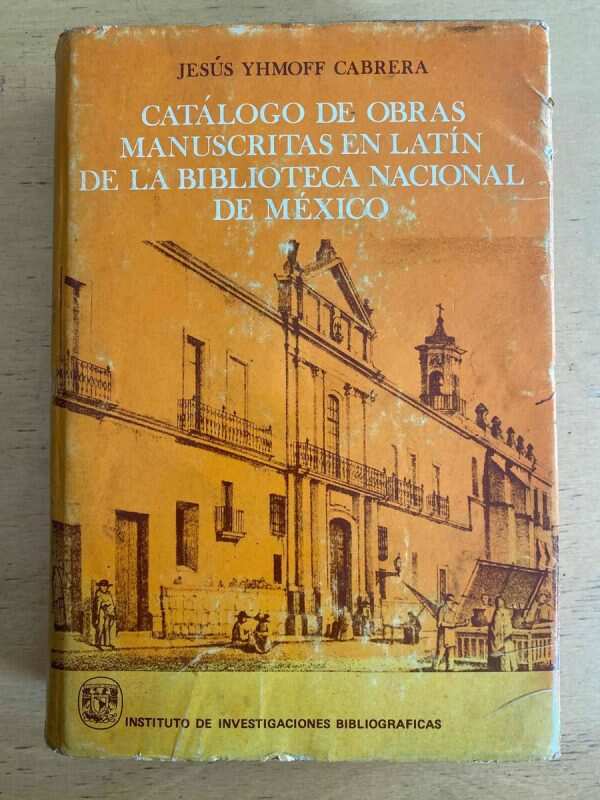 JESÚS YHMOFF CABRERA
CATÁLOGO DE OBRAS
MANUSCRITAS EN LATÍN
DE LA BIBLIOTECA NACIONAL
DE MÉXICO
INSTITUTO DE INVESTIGACIONES BIBLIOGRAFICAS